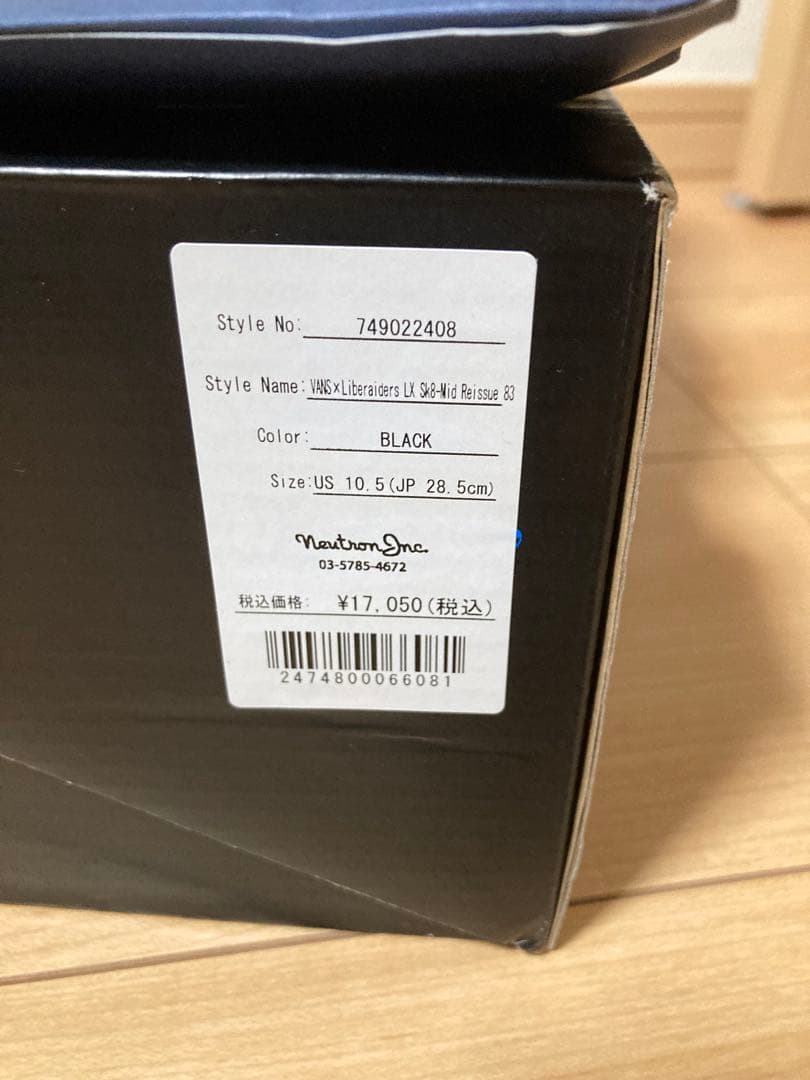 Style No: 749022408
Style Name: VANS×Liberaiders LX Sk8-Mid Reissue 83
Color: BLACK
Size: US 10.5(JP 28.5cm)
Neutron Inc.
03-5785-4672
税込価格: ¥17,050(税込)
2474800066081